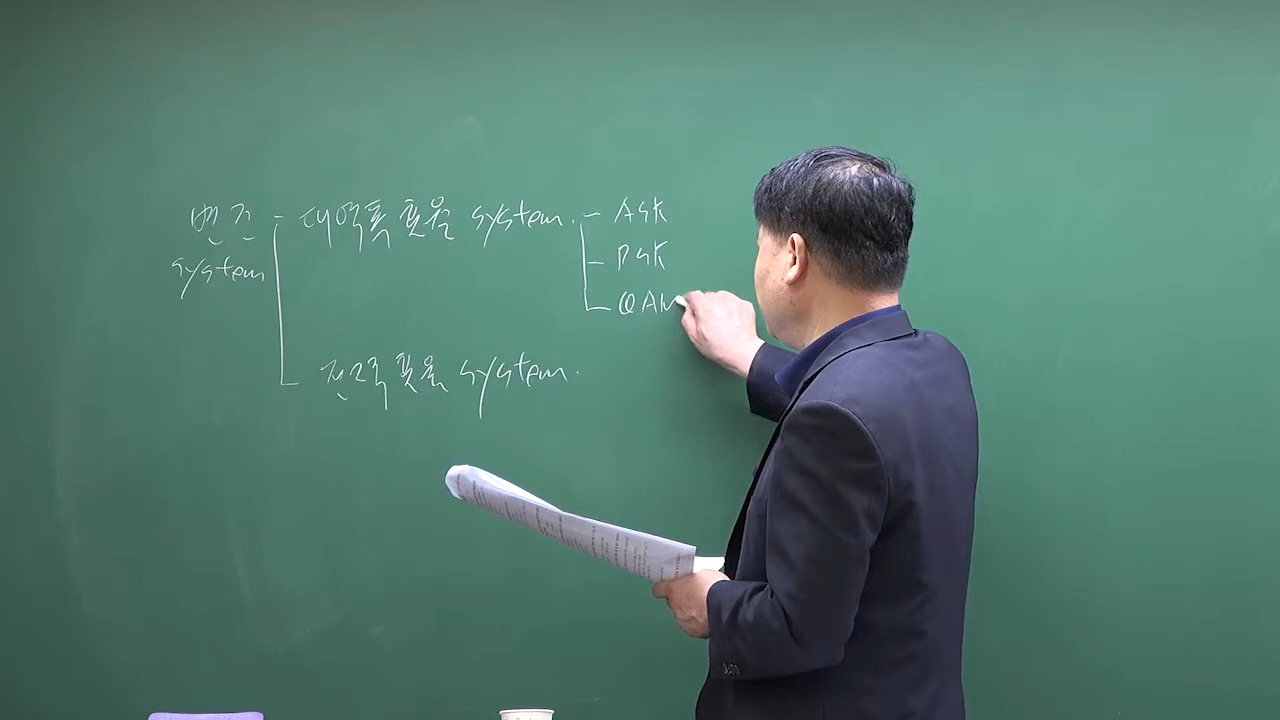 변조 - 대역폭 효율 system. - ASK
system
- PSK
QAM
전력 효율 system.